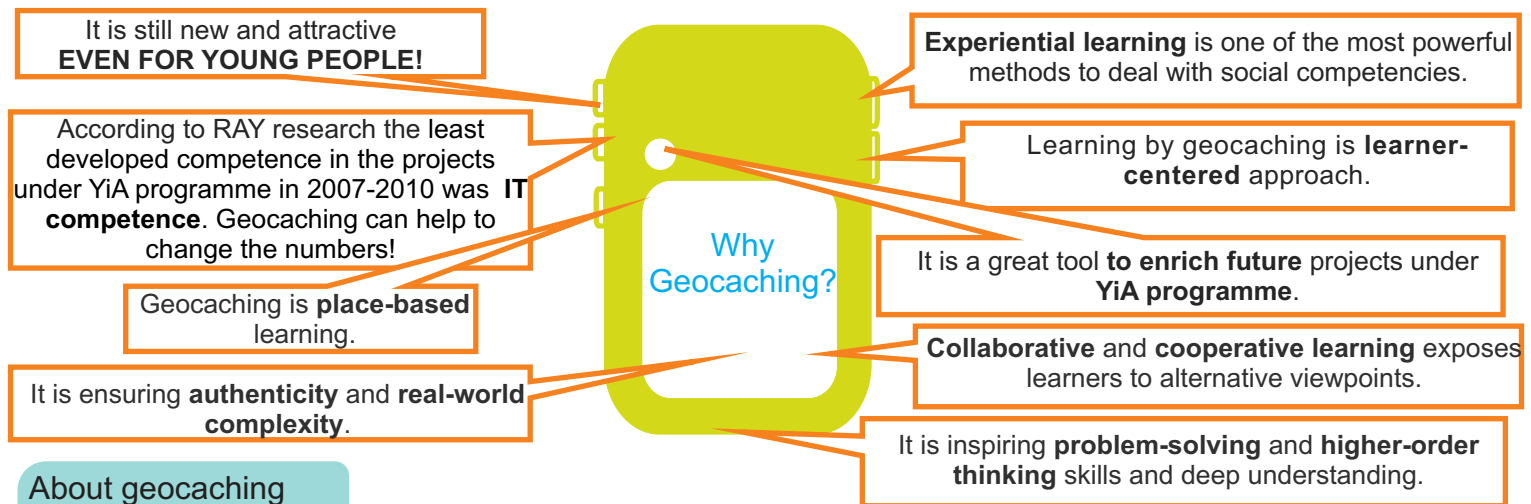 It is still new and attractive
EVEN FOR YOUNG PEOPLE!
According to RAY research the least
developed competence in the projects
under YiA programme in 2007-2010 was IT
competence. Geocaching can help to
change the numbers!
Geocaching is place-based
learning.
It is ensuring authenticity and real-world
complexity.
Why
Geocaching?
Experiential learning is one of the most powerful
methods to deal with social competencies.
Learning by geocaching is learner-
centered approach.
It is a great tool to enrich future projects under
YiA programme.
Collaborative and cooperative learning exposes
learners to alternative viewpoints.
It is inspiring problem-solving and higher-order
thinking skills and deep understanding.
About geocaching